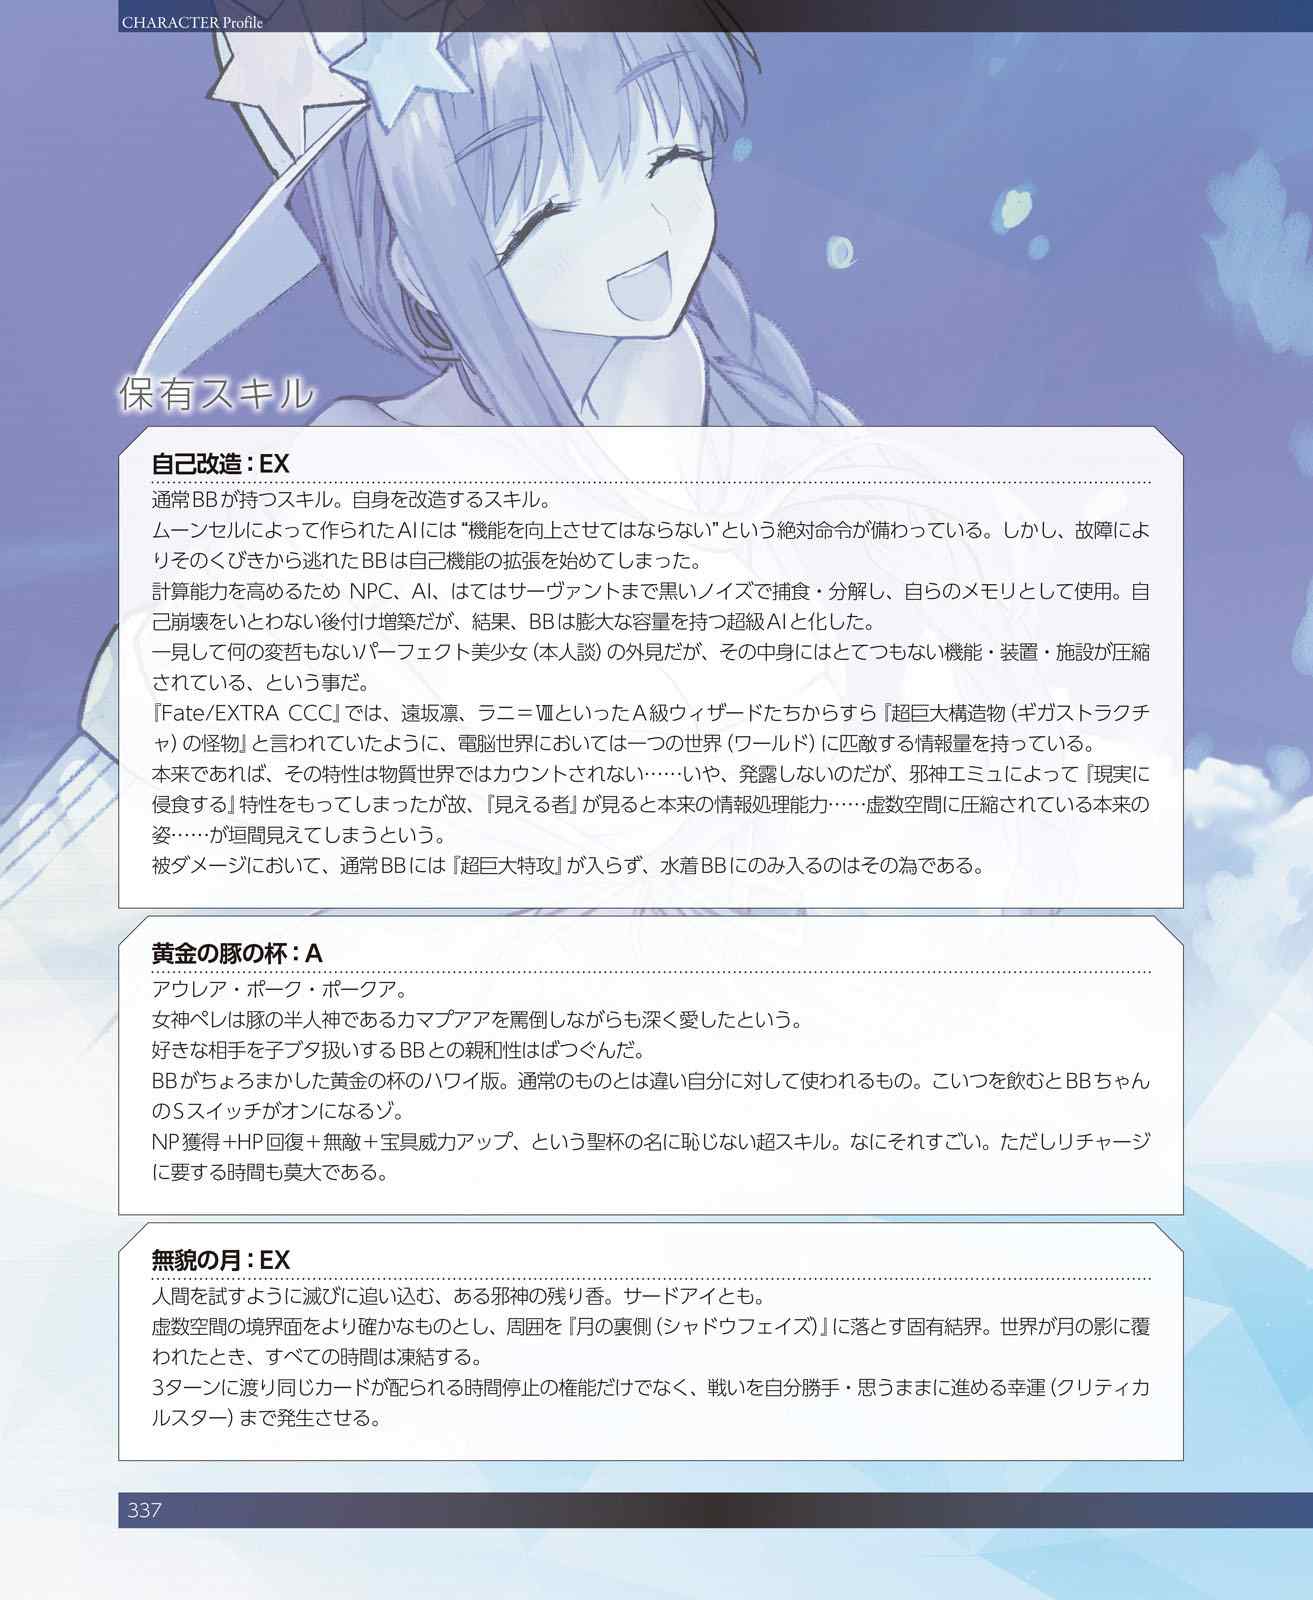 CHARACTER Profile
保有スキル
自己改造：EX
通常BBが持つスキル。自身を改造するスキル。
ムーンセルによって作られたAIには“機能を向上させてはならない”という絶対命令が備わっている。しかし、故障によ
りそのくびきから逃れたBBは自己機能の拡張を始めてしまった。
計算能力を高めるため NPC、AI、はてはサーヴァントまで黒いノイズで捕食・分解し、自らのメモリとして使用。自
己崩壊をいとわない後付け増築だが、結果、BBは膨大な容量を持つ超級AIと化した。
一見して何の変哲もないパーフェクト美少女（本人談）の外見だが、その中身にはとてつもない機能・装置・施設が圧縮
されている、という事だ。
『Fate/EXTRA CCC』では、遠坂凛、ラニ＝ⅧといったA級ウィザードたちからすら『超巨大構造物（ギガストラクチ
ャ）の怪物』と言われていたように、電脳世界においては一つの世界（ワールド）に匹敵する情報量を持っている。
本来であれば、その特性は物質世界ではカウントされない……いや、発露しないのだが、邪神エミュによって『現実に
侵食する』特性をもってしまったが故、『見える者』が見ると本来の情報処理能力……虚数空間に圧縮されている本来の
姿……が垣間見えてしまうという。
被ダメージにおいて、通常BBには『超巨大特攻』が入らず、水着BBにのみ入るのはその為である。
黄金の豚の杯：A
アウレア・ポーク・ポークア。
女神ペレは豚の半人神であるカマプアアを罵倒しながらも深く愛したという。
好きな相手を子ブタ扱いするBBとの親和性はばつぐんだ。
BBがちょろまかした黄金の杯のハワイ版。通常のものとは違い自分に対して使われるもの。こいつを飲むとBBちゃん
のSスイッチがオンになるゾ。
NP獲得＋HP回復＋無敵＋宝具威力アップ、という聖杯の名に恥じない超スキル。なにそれすごい。ただしリチャージ
に要する時間も莫大である。
無貌の月：EX
人間を試すように滅びに追い込む、ある邪神の残り香。サードアイとも。
虚数空間の境界面をより確かなものとし、周囲を『月の裏側（シャドウフェイズ）』に落とす固有結界。世界が月の影に覆
われたとき、すべての時間は凍結する。
3ターンに渡り同じカードが配られる時間停止の権能だけでなく、戦いを自分勝手・思うままに進める幸運（クリティカ
ルスター）まで発生させる。
337